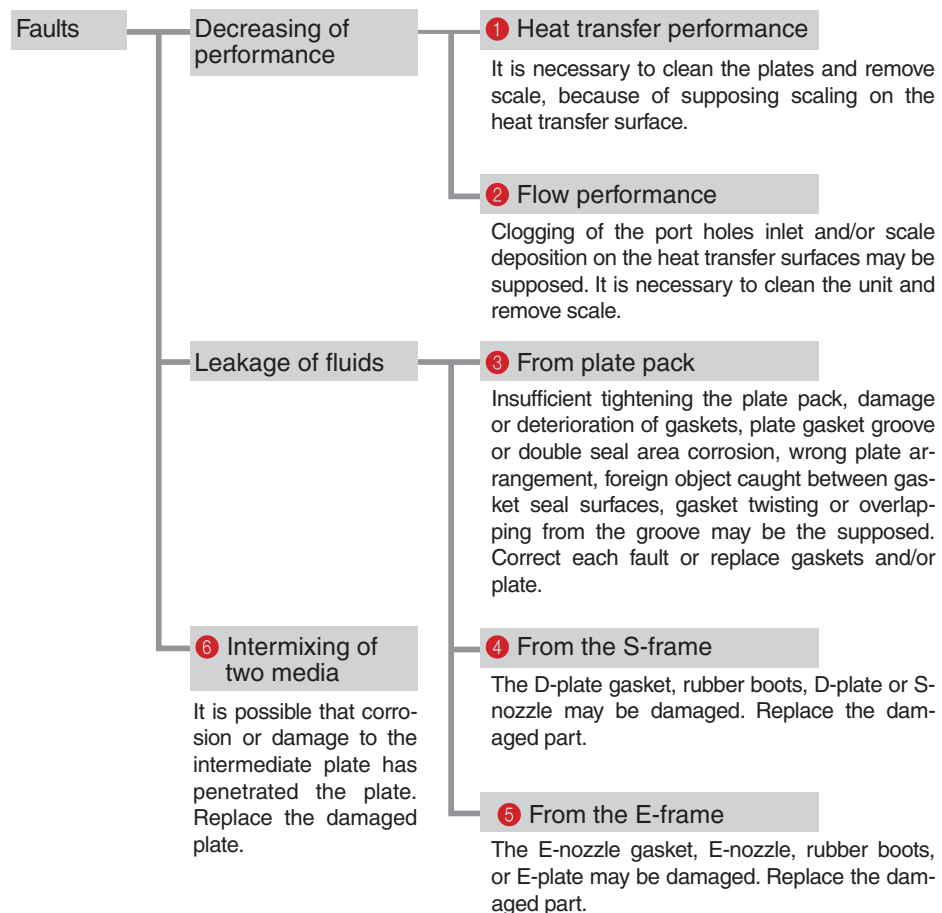 Faults
Decreasing of
performance
1 Heat transfer performance
It is necessary to clean the plates and remove
scale, because of supposing scaling on the
heat transfer surface.
2 Flow performance
Clogging of the port holes inlet and/or scale
deposition on the heat transfer surfaces may be
supposed. It is necessary to clean the unit and
remove scale.
Leakage of fluids
3 From plate pack
Insufficient tightening the plate pack, damage
or deterioration of gaskets, plate gasket groove
or double seal area corrosion, wrong plate ar-
rangement, foreign object caught between gas-
ket seal surfaces, gasket twisting or overlap-
ping from the groove may be the supposed.
Correct each fault or replace gaskets and/or
plate.
4 From the S-frame
The D-plate gasket, rubber boots, D-plate or S-
nozzle may be damaged. Replace the dam-
aged part.
5 From the E-frame
The E-nozzle gasket, E-nozzle, rubber boots,
or E-plate may be damaged. Replace the dam-
aged part.
6 Intermixing of
two media
It is possible that corro-
sion or damage to the
intermediate plate has
penetrated the plate.
Replace the damaged
plate.